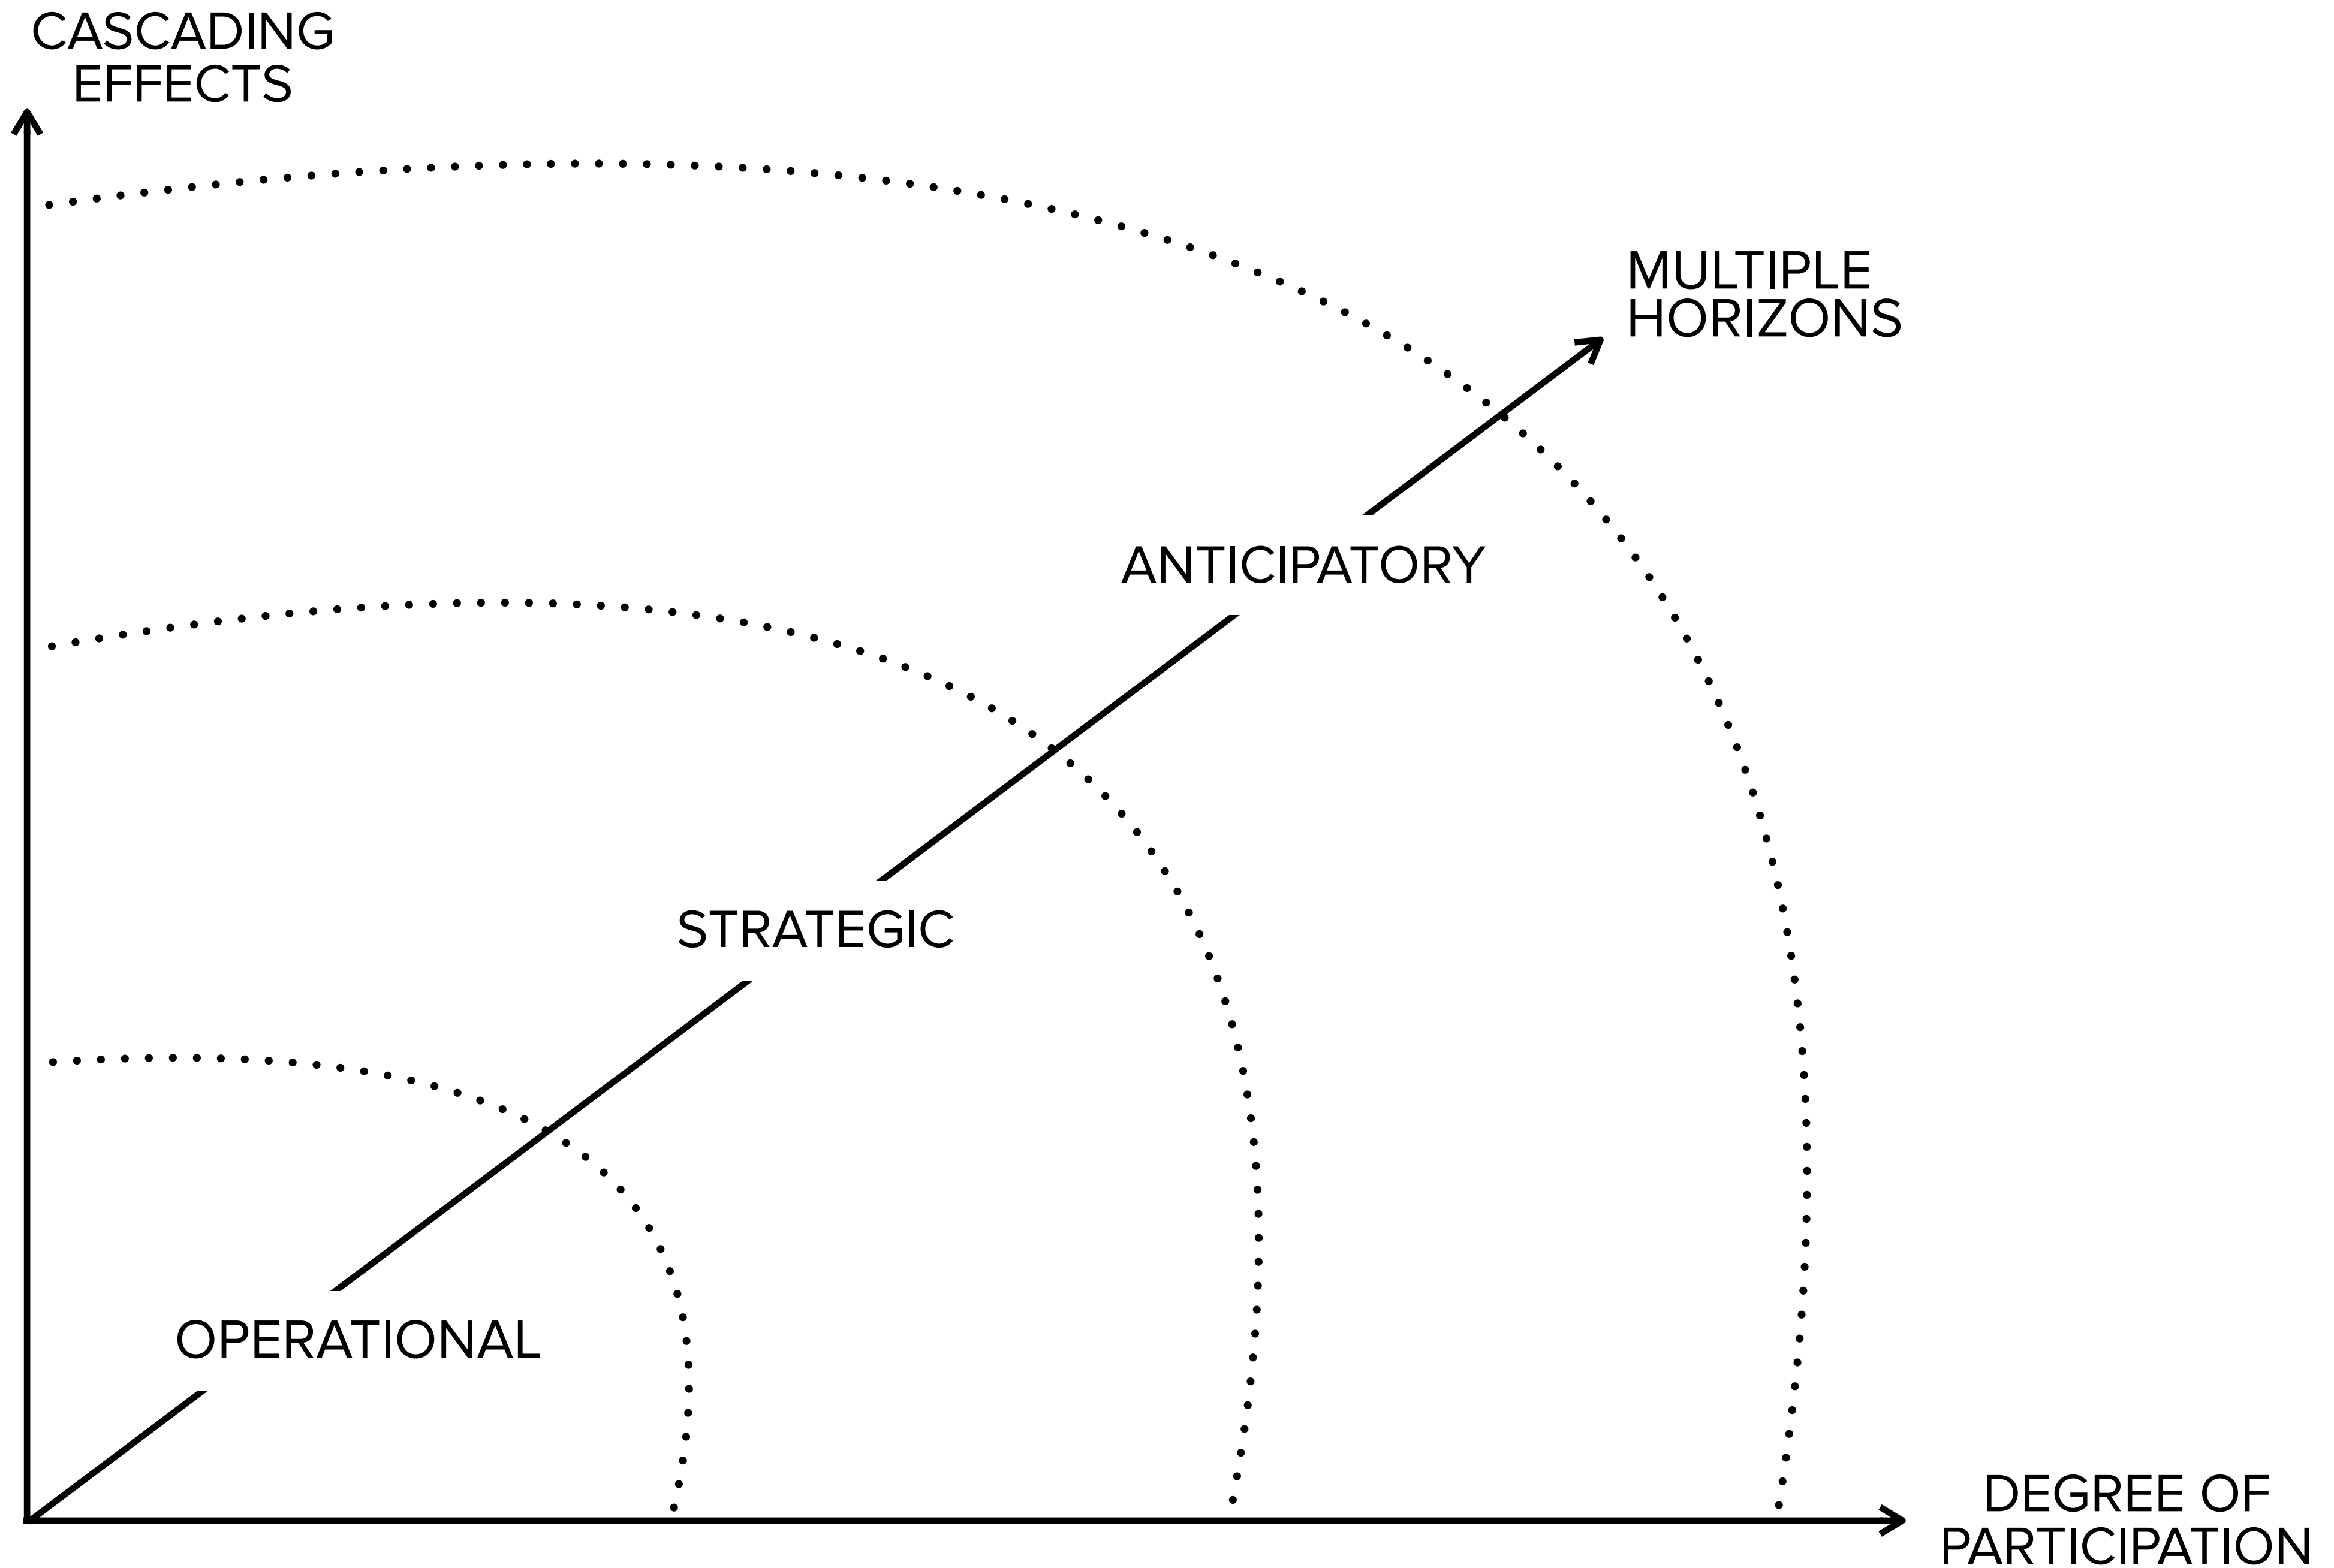 CASCADING
EFFECTS
MULTIPLE
HORIZONS
ANTICIPATORY
STRATEGIC
OPERATIONAL
DEGREE OF
PARTICIPATION